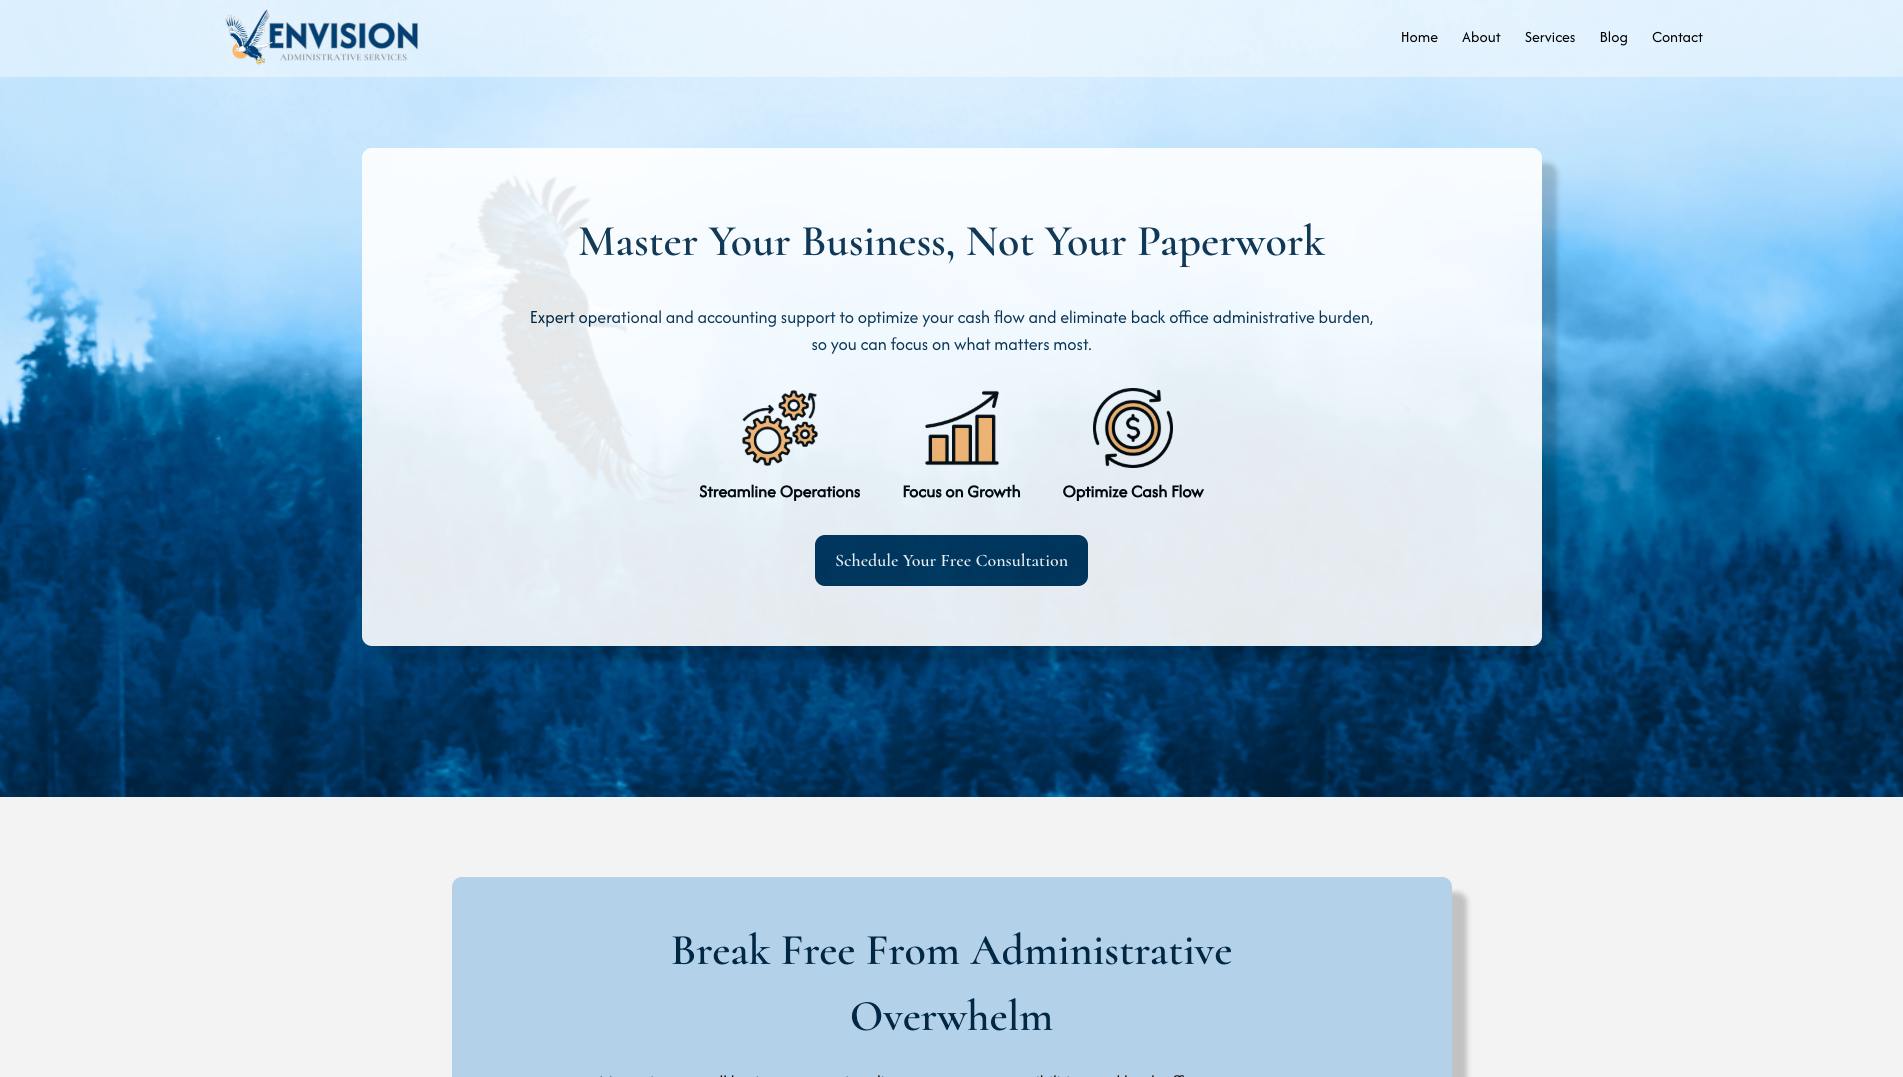 ENVISION
ADMINISTRATIVE SERVICES
Home
About
Services
Blog
Contact
Master Your Business, Not Your Paperwork
Expert operational and accounting support to optimize your cash flow and eliminate back office administrative burden,
so you can focus on what matters most.
Streamline Operations
Focus on Growth
Optimize Cash Flow
Schedule Your Free Consultation
Break Free From Administrative
Overwhelm